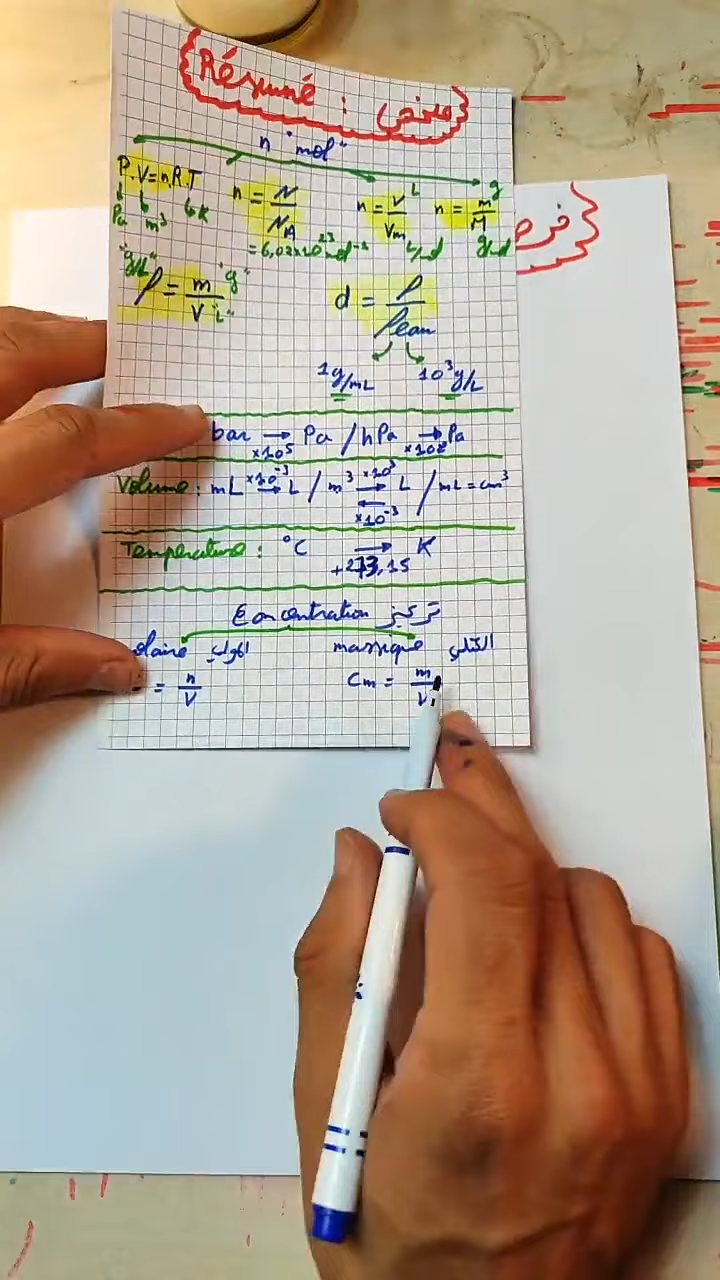 Résumé : ملخص
n "mol"
P.V=n.R.T
Pa m³ K
n = N/NA
= 6,02×10²³ mol⁻¹
n = V/Vm L L/mol
n = m/M g g/mol
"g/L" ρ = m/V "g" "L"
d = ρ/ρeau
1g/mL 10³g/L
فرض
bar →×10⁵ Pa / hPa →×10² Pa
Volume : mL ×10⁻³→ L / m³ ×10³→ L / mL = cm³
←×10⁻³
Température : °C → K
+273,15
Concentration تركيز
laire المولي massique الكتلي
= n/V Cm = m/V